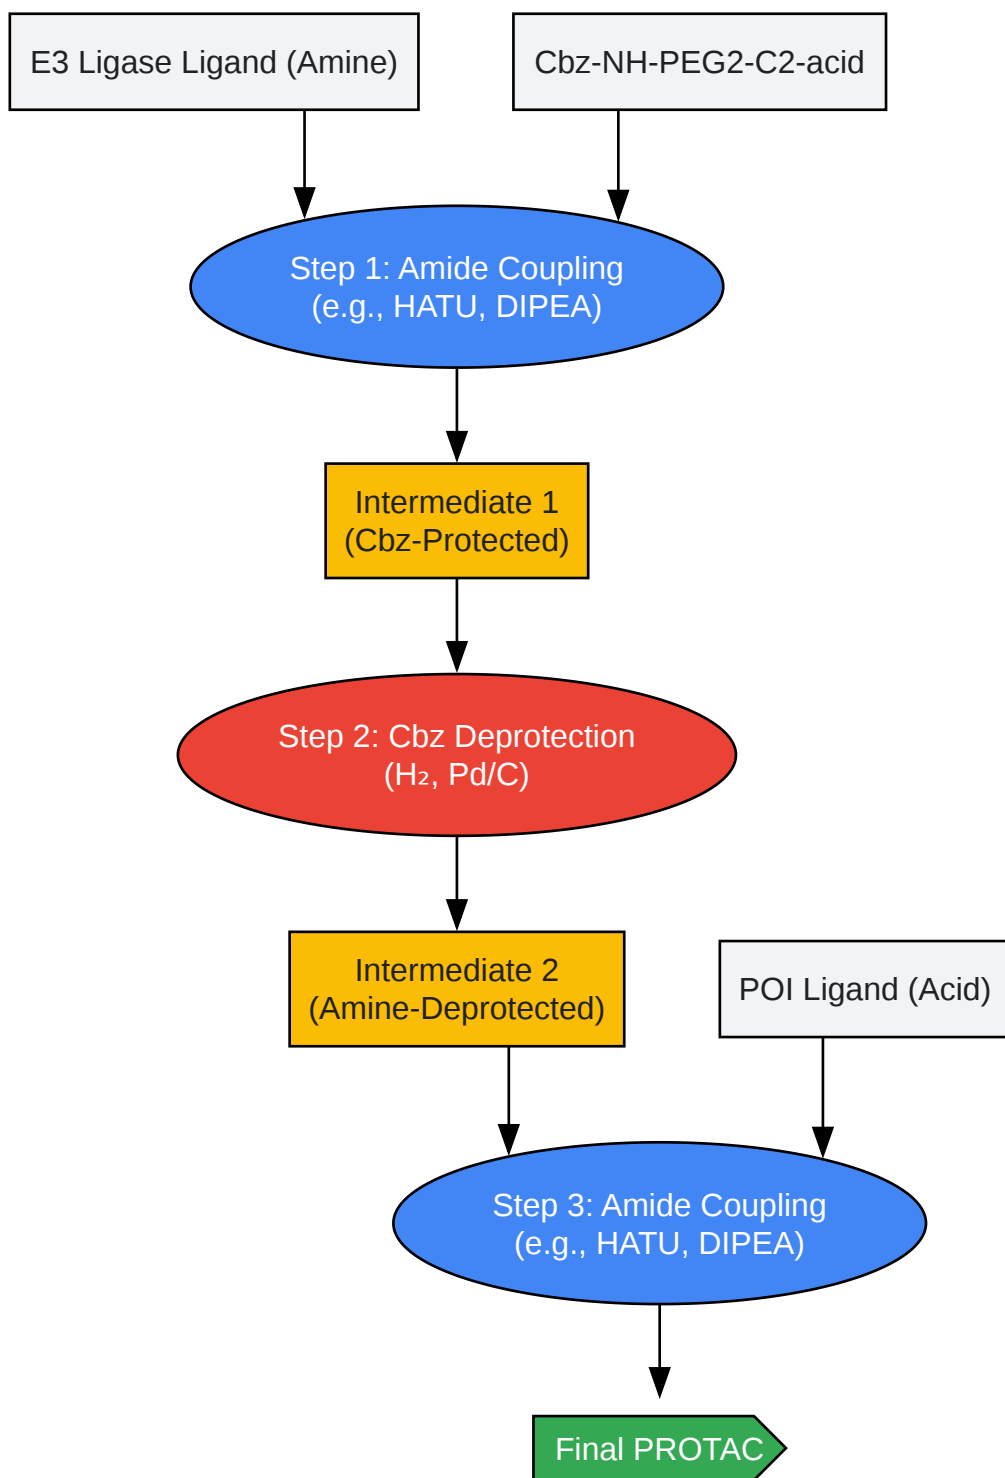 E3 Ligase Ligand (Amine)
Cbz-NH-PEG2-C2-acid
Step 1: Amide Coupling
(e.g., HATU, DIPEA)
Intermediate 1
(Cbz-Protected)
Step 2: Cbz Deprotection
(H₂, Pd/C)
Intermediate 2
(Amine-Deprotected)
POI Ligand (Acid)
Step 3: Amide Coupling
(e.g., HATU, DIPEA)
Final PROTAC